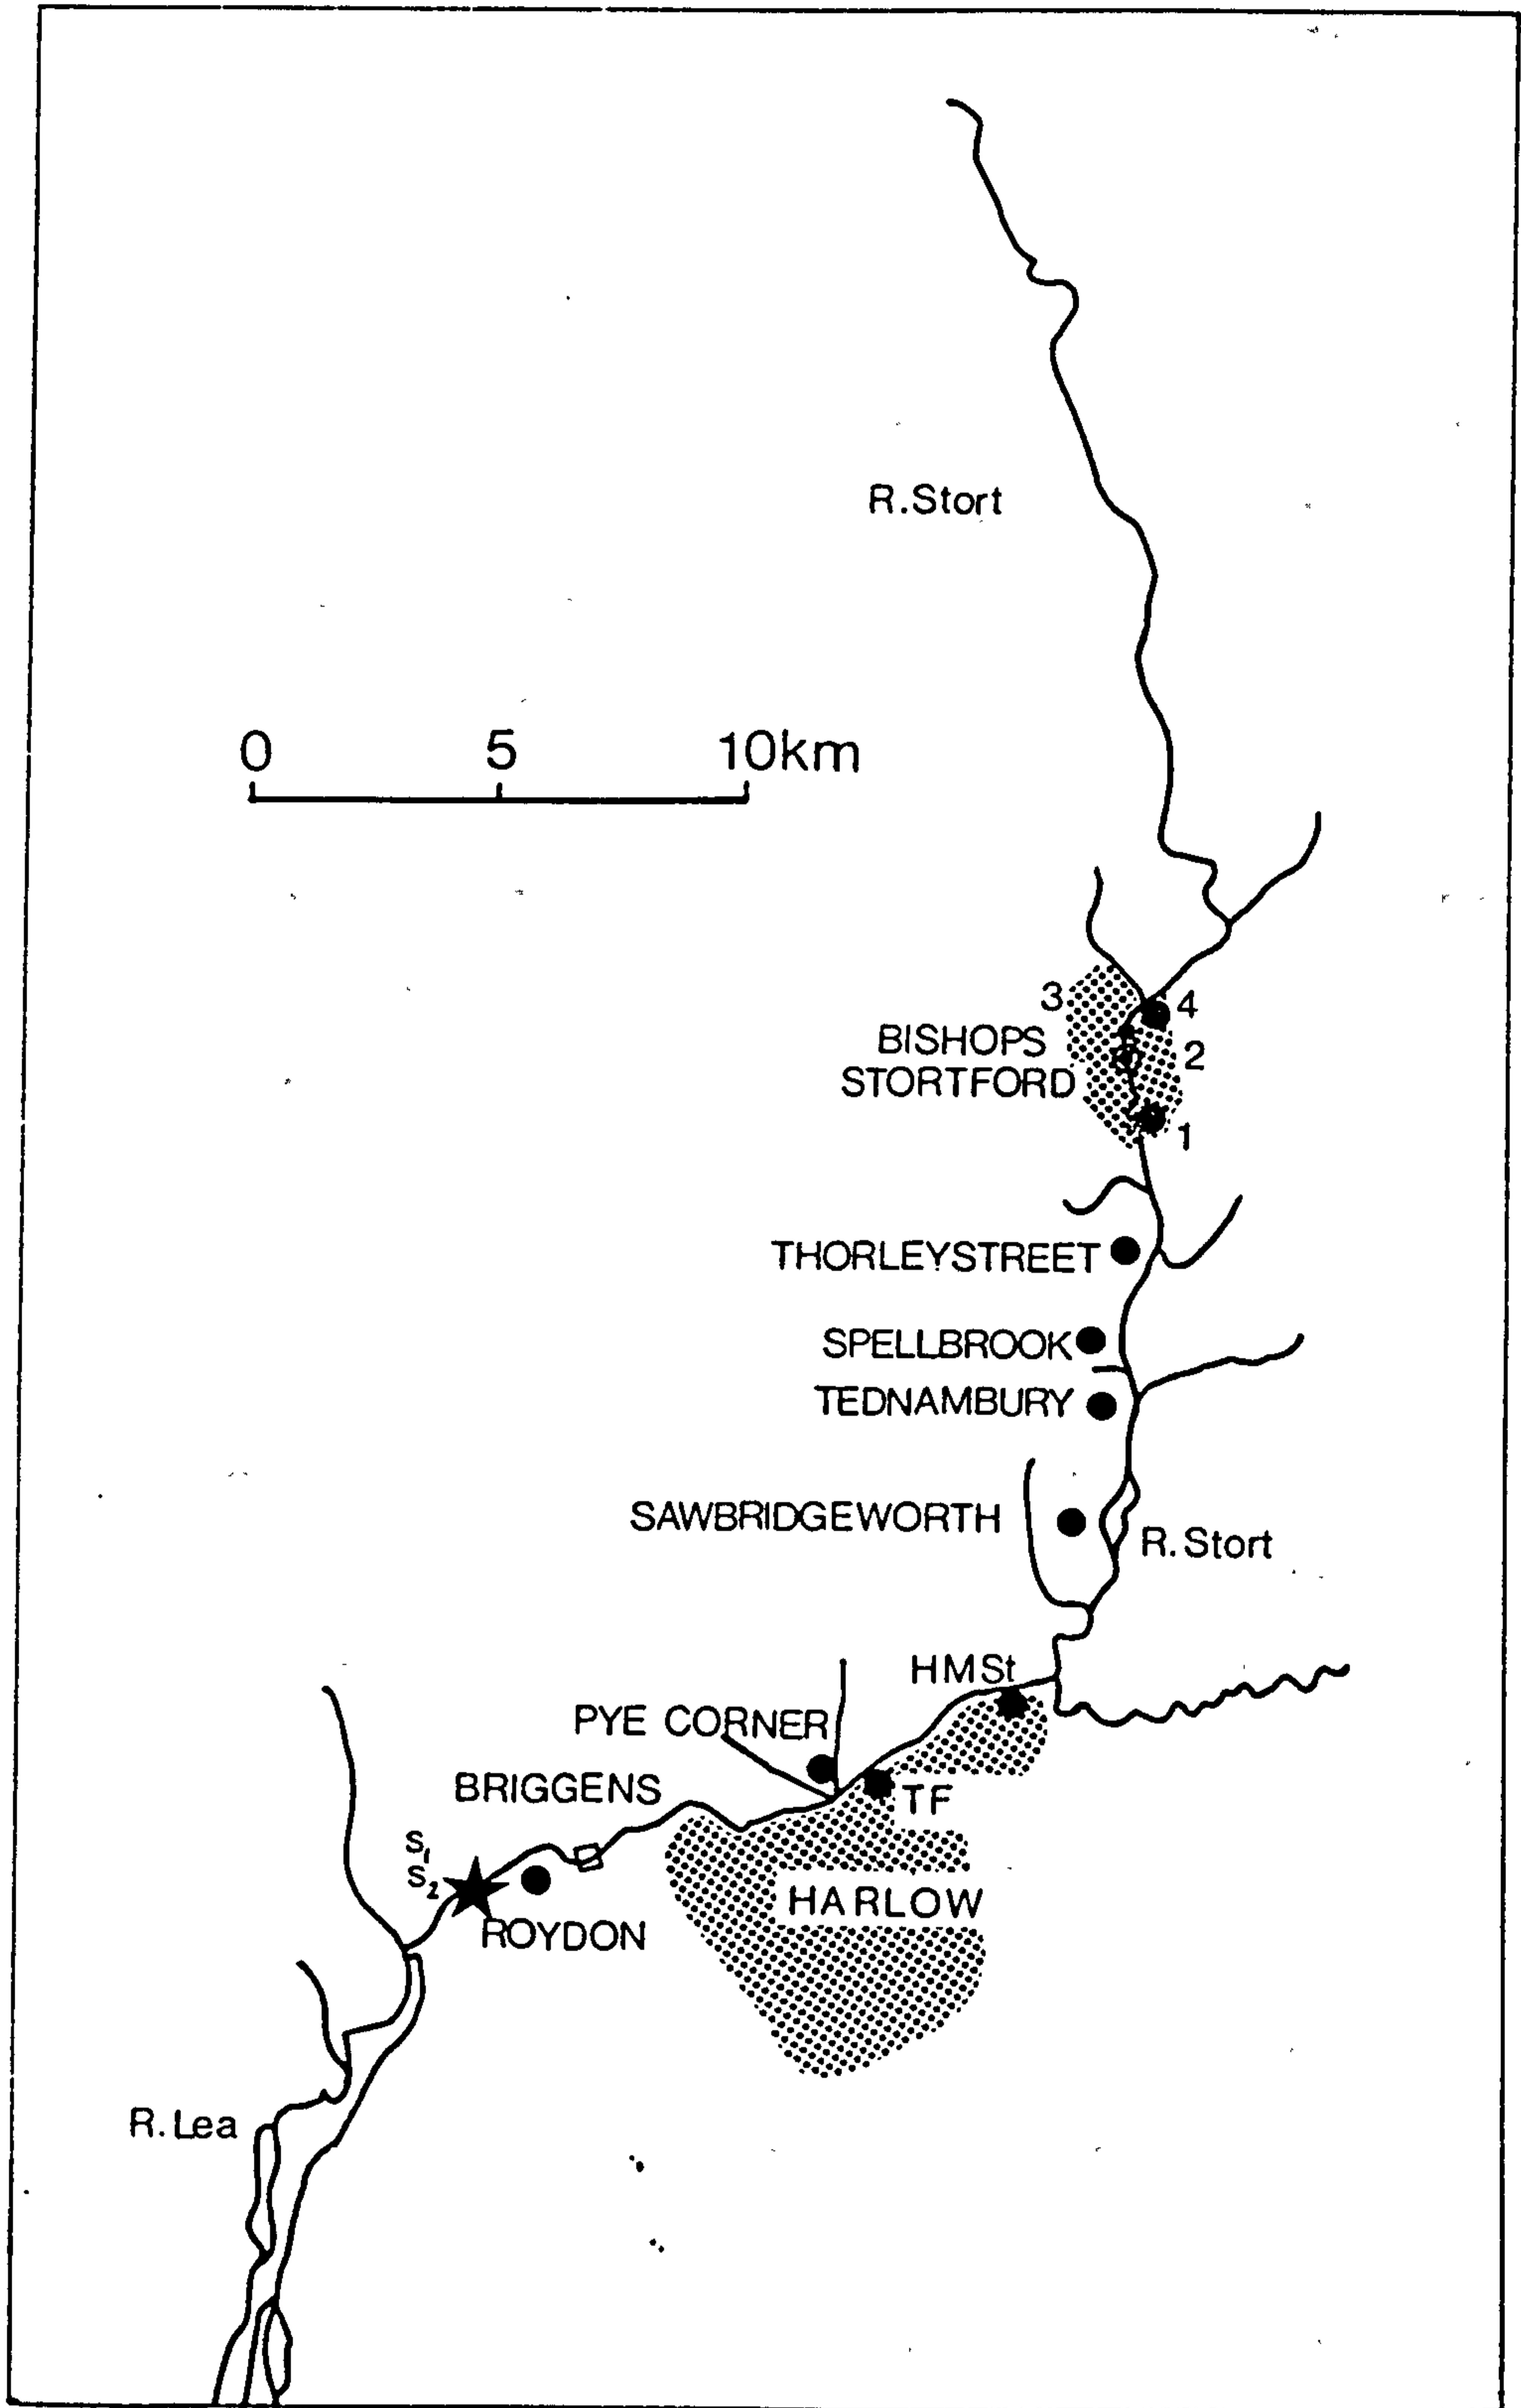 R.Stort
0 5 10km
3
4
BISHOPS
STORTFORD
2
1
THORLEYSTREET
SPELLBROOK
TEDNAMBURY
SAWBRIDGEWORTH
R.Stort
HMSt
PYE CORNER
BRIGGENS
TF
S1
S2
HARLOW
ROYDON
R.Lea